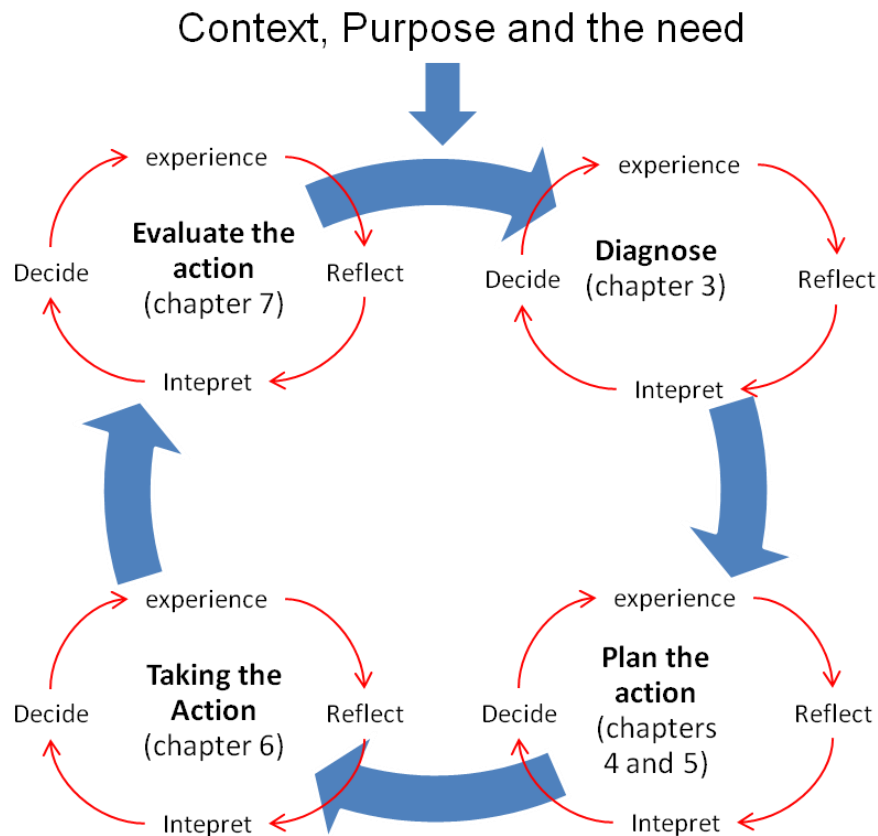 Context, Purpose and the need
experience
Evaluate the
action
(chapter 7)
Decide
Reflect
Intepret
experience
Diagnose
(chapter 3)
Decide
Reflect
Intepret
experience
Taking the
Action
(chapter 6)
Decide
Reflect
Intepret
experience
Plan the
action
(chapters
4 and 5)
Decide
Reflect
Intepret